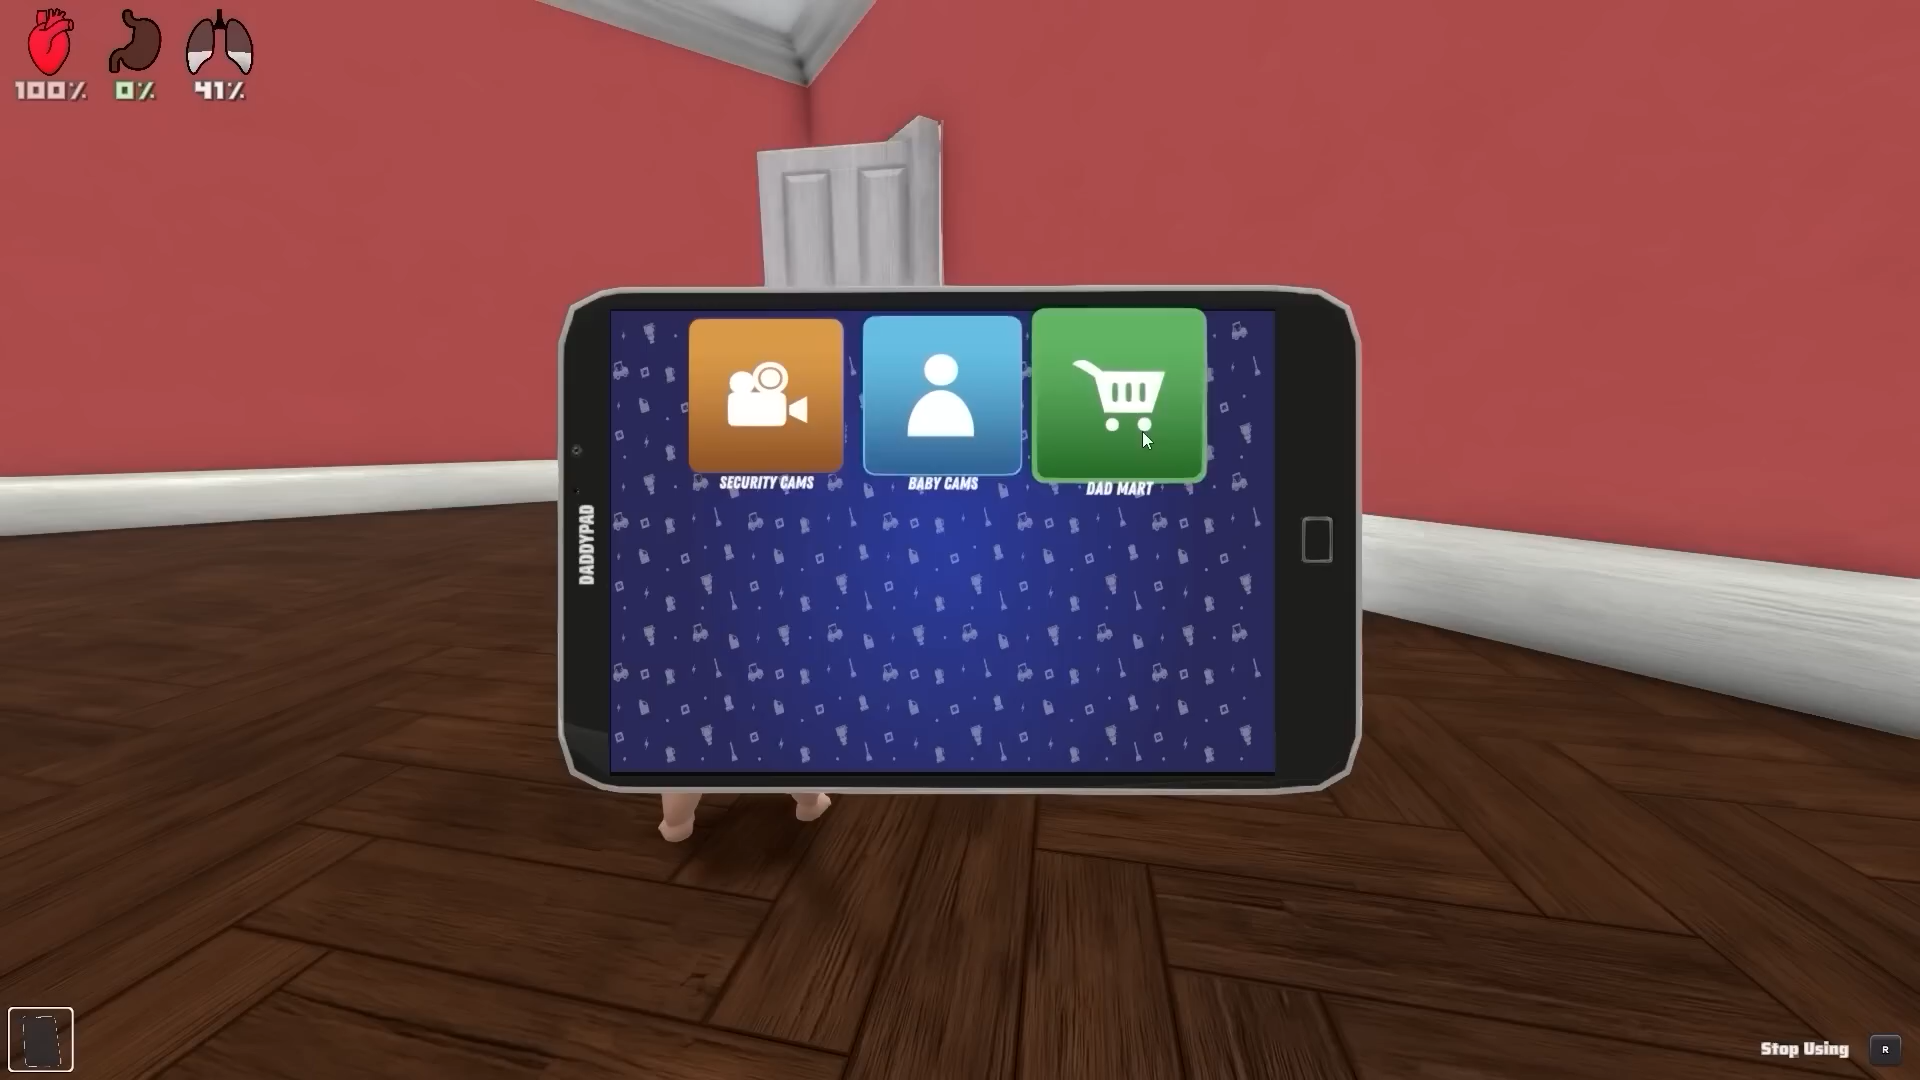 100% 0% 41%
SECURITY CAMS BABY CAMS DAD MART
DADDYPAD
Stop Using R